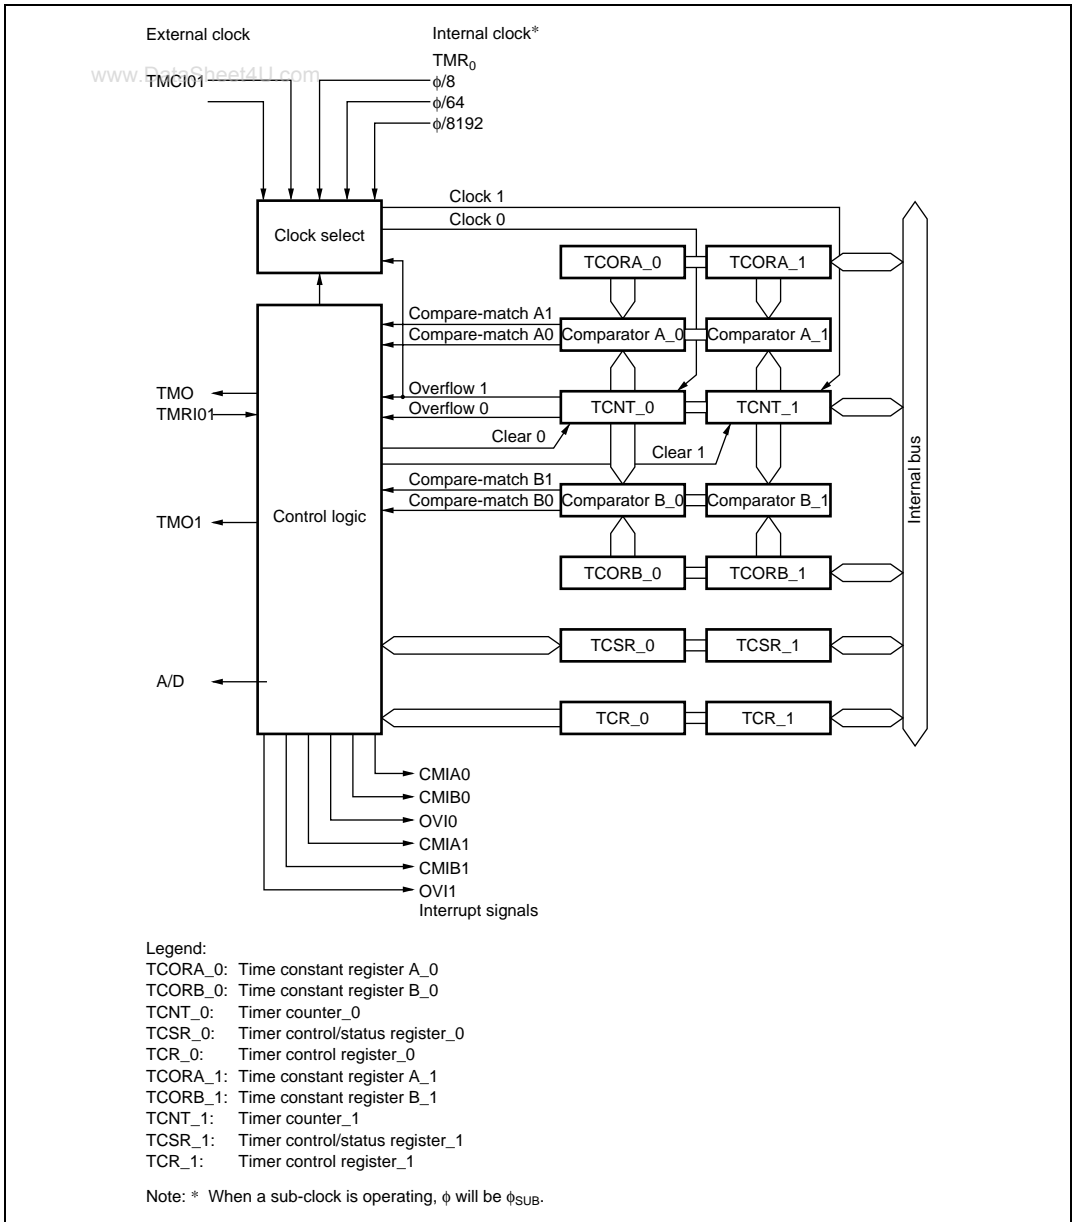 External clock
Internal clock*
TMR0
www.DataSheet4U.com
TMCI01
ϕ/8
ϕ/64
ϕ/8192
Clock 1
Clock 0
Clock select
TCORA_0
TCORA_1
Compare-match A1
Compare-match A0
Comparator A_0
Comparator A_1
TMO
TMRI01
Overflow 1
Overflow 0
TCNT_0
TCNT_1
Clear 0
Clear 1
Internal bus
Compare-match B1
Compare-match B0
Comparator B_0
Comparator B_1
TMO1
Control logic
TCORB_0
TCORB_1
TCSR_0
TCSR_1
A/D
TCR_0
TCR_1
CMIA0
CMIB0
OVI0
CMIA1
CMIB1
OVI1
Interrupt signals
Legend:
TCORA_0: Time constant register A_0
TCORB_0: Time constant register B_0
TCNT_0: Timer counter_0
TCSR_0: Timer control/status register_0
TCR_0: Timer control register_0
TCORA_1: Time constant register A_1
TCORB_1: Time constant register B_1
TCNT_1: Timer counter_1
TCSR_1: Timer control/status register_1
TCR_1: Timer control register_1
Note: * When a sub-clock is operating, ϕ will be ϕSUB.